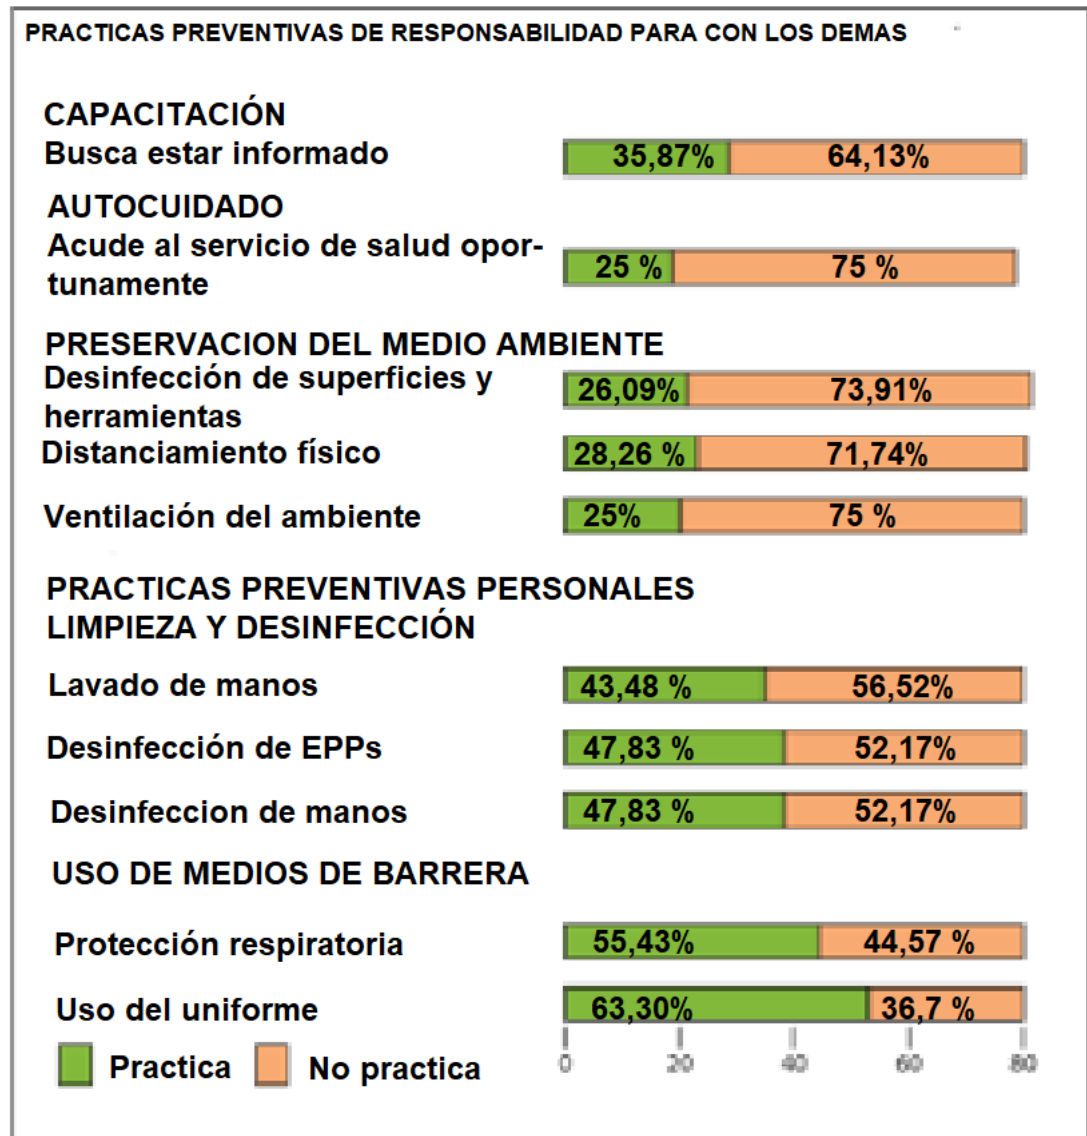 PRACTICAS PREVENTIVAS DE RESPONSABILIDAD PARA CON LOS DEMAS
CAPACITACIÓN
Busca estar informado 35,87% 64,13%
AUTOCUIDADO
Acude al servicio de salud opor-
tunamente 25 % 75 %
PRESERVACION DEL MEDIO AMBIENTE
Desinfección de superficies y
herramientas 26,09% 73,91%
Distanciamiento físico 28,26 % 71,74%
Ventilación del ambiente 25% 75 %
PRACTICAS PREVENTIVAS PERSONALES
LIMPIEZA Y DESINFECCIÓN
Lavado de manos 43,48 % 56,52%
Desinfección de EPPs 47,83 % 52,17%
Desinfeccion de manos 47,83 % 52,17%
USO DE MEDIOS DE BARRERA
Protección respiratoria 55,43% 44,57 %
Uso del uniforme 63,30% 36,7 %
Practica No practica
0 20 40 60 80